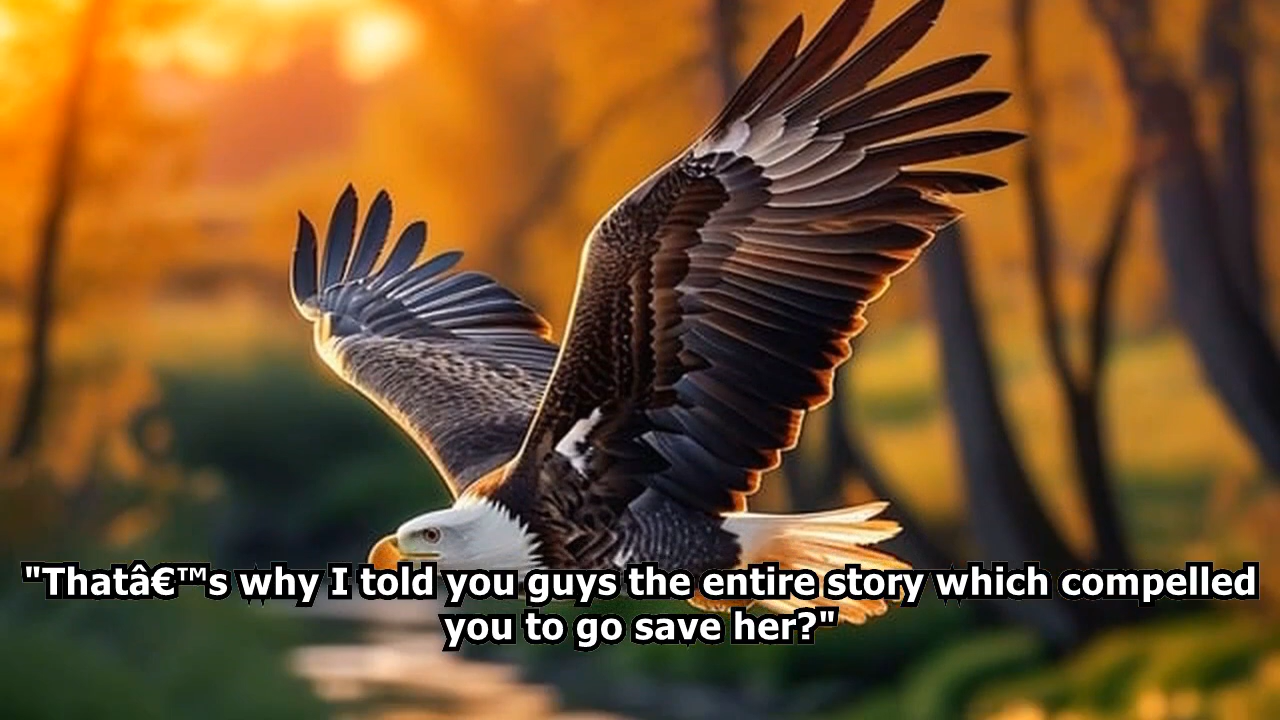 "Thatâ€™s why I told you guys the entire story which compelled
you to go save her?"